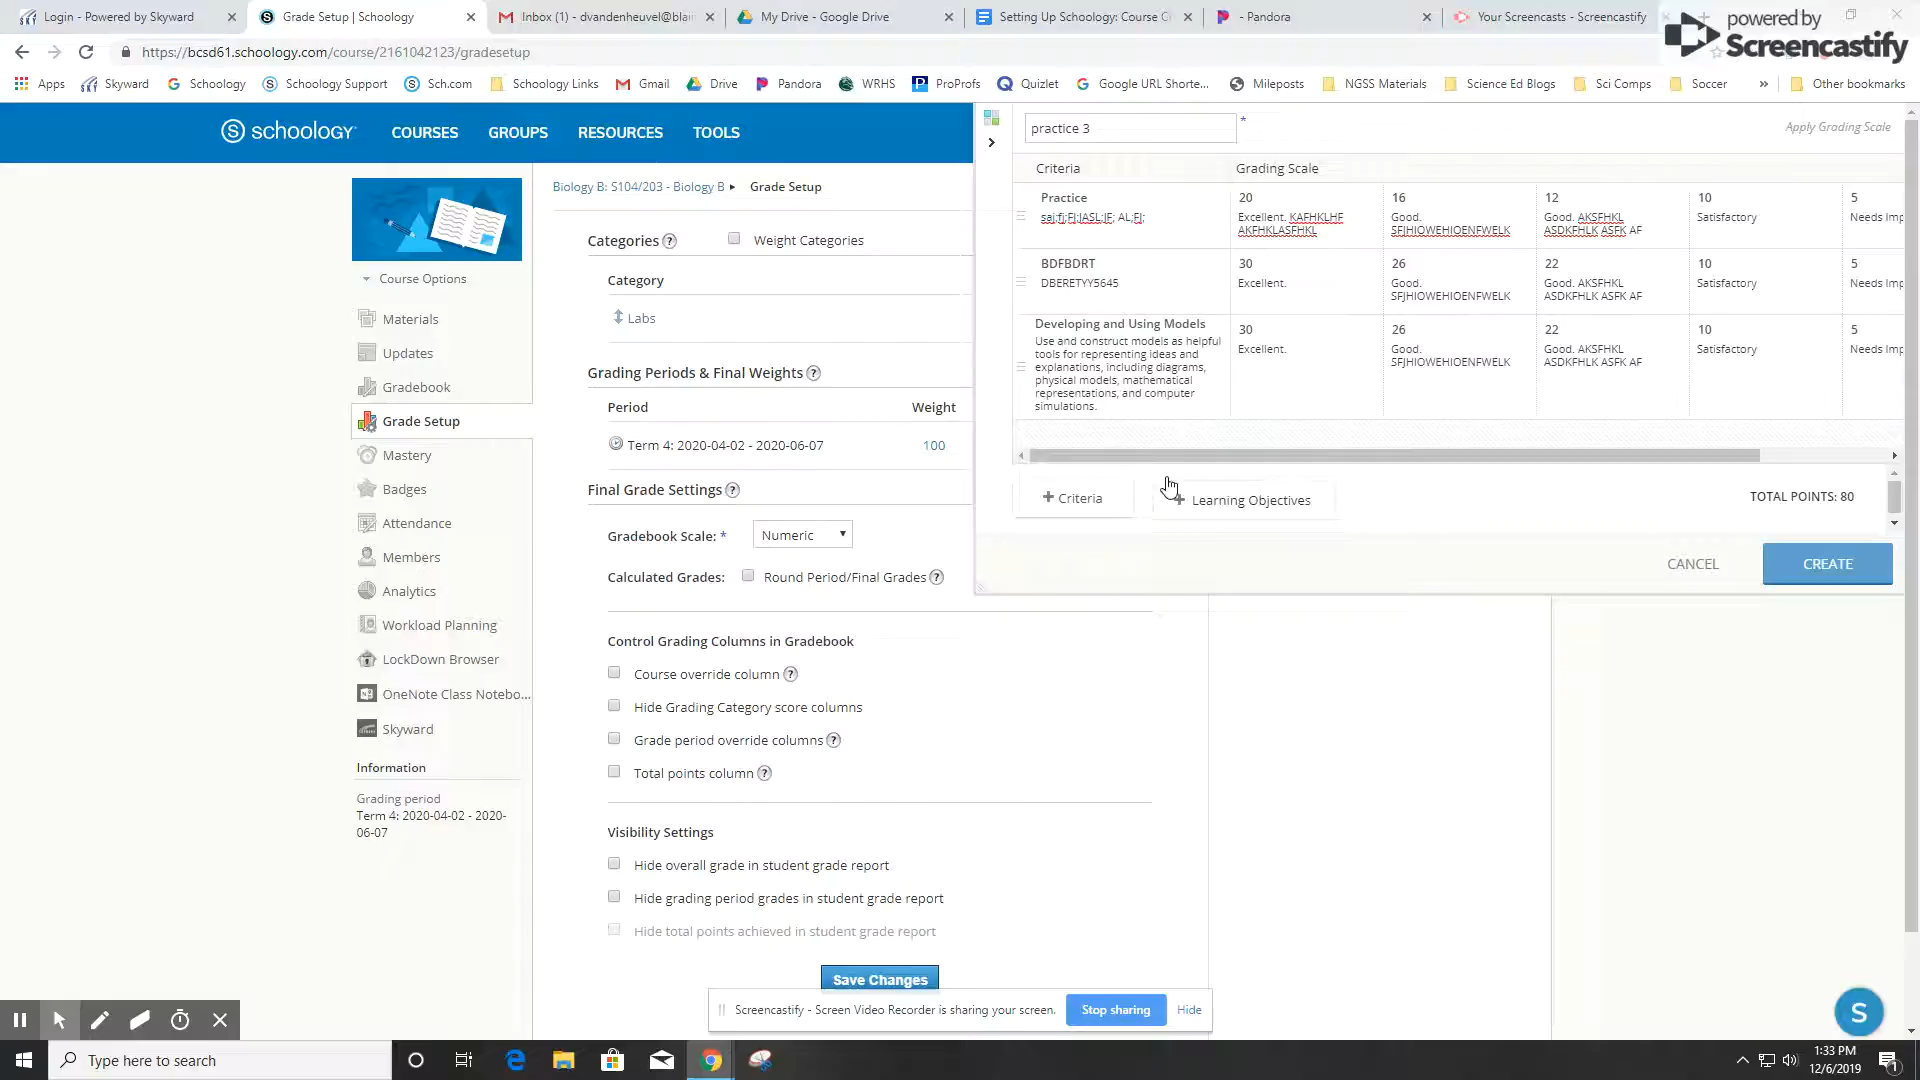 Login - Powered by Skyward
Grade Setup | Schoology
Inbox (1) - dvandenheuvel@blai
My Drive - Google Drive
Setting Up Schoology: Course C
- Pandora
Your Screencasts - Screencastify
powered by
Screencastify
https://bcsd61.schoology.com/course/2161042123/gradesetup
Apps
Skyward
Schoology
Schoology Support
Sch.com
Schoology Links
Gmail
Drive
Pandora
WRHS
ProProfs
Quizlet
Google URL Shorte...
Mileposts
NGSS Materials
Science Ed Blogs
Sci Comps
Soccer
»
Other bookmarks
S schoology
COURSES
GROUPS
RESOURCES
TOOLS
Course Options
Materials
Updates
Gradebook
Grade Setup
Mastery
Badges
Attendance
Members
Analytics
Workload Planning
LockDown Browser
OneNote Class Notebo...
Skyward
Information
Grading period
Term 4: 2020-04-02 - 2020-
06-07
Biology B: S104/203 - Biology B ▸ Grade Setup
Categories ?
Weight Categories
Category
Labs
Grading Periods & Final Weights ?
Period
Weight
Term 4: 2020-04-02 - 2020-06-07
100
Final Grade Settings ?
Gradebook Scale: *
Numeric
Calculated Grades:
Round Period/Final Grades ?
Control Grading Columns in Gradebook
Course override column ?
Hide Grading Category score columns
Grade period override columns ?
Total points column ?
Visibility Settings
Hide overall grade in student grade report
Hide grading period grades in student grade report
Hide total points achieved in student grade report
Save Changes
practice 3
*
Apply Grading Scale
Criteria
Grading Scale
Practice
20
16
12
10
5
Excellent. KAFHKLHF
AKFHKLASFHKL
Good.
SFJHIOWEHIOENFWELK
Good. AKSFHKL
ASDKFHLK ASFK AF
Satisfactory
Needs Imp
BDFBDRT
DBERETYY5645
30
26
22
10
5
Excellent.
Good.
SFJHIOWEHIOENFWELK
Good. AKSFHKL
ASDKFHLK ASFK AF
Satisfactory
Needs Imp
Developing and Using Models
Use and construct models as helpful
tools for representing ideas and
explanations, including diagrams,
physical models, mathematical
representations, and computer
simulations.
30
26
22
10
5
Excellent.
Good.
SFJHIOWEHIOENFWELK
Good. AKSFHKL
ASDKFHLK ASFK AF
Satisfactory
Needs Imp
+ Criteria
+ Learning Objectives
TOTAL POINTS: 80
CANCEL
CREATE
Screencastify - Screen Video Recorder is sharing your screen.
Stop sharing
Hide
S
Type here to search
1:33 PM
12/6/2019
1